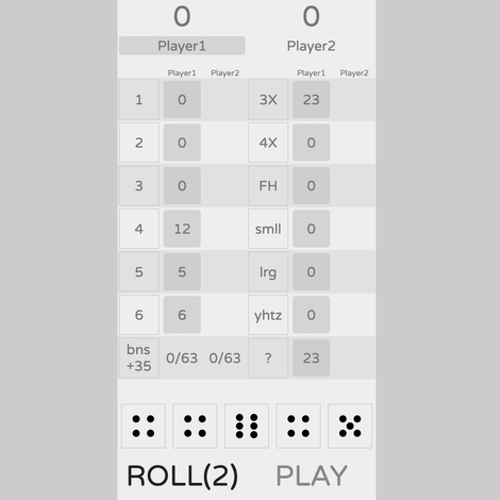 0 0
Player1 Player2
Player1 Player2 Player1 Player2
1 0 3X 23
2 0 4X 0
3 0 FH 0
4 12 smll 0
5 5 lrg 0
6 6 yhtz 0
bns
+35 0/63 0/63 ? 23
ROLL(2) PLAY